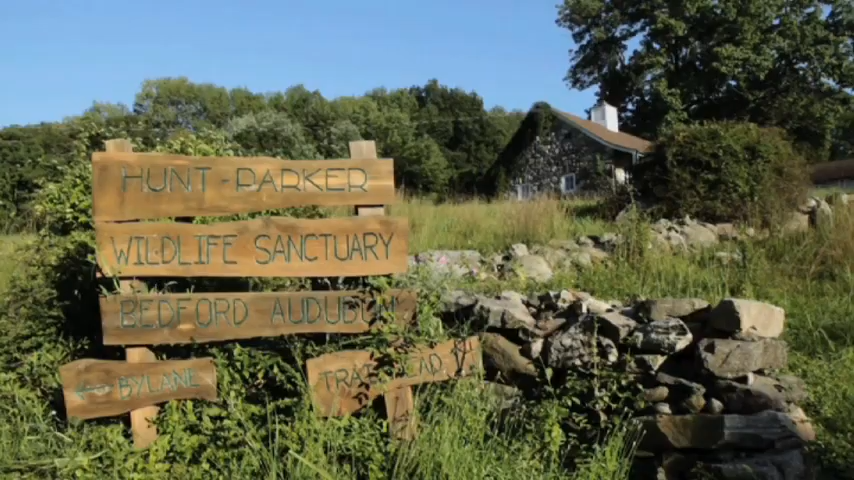 HUNT-PARKER
WILDLIFE SANCTUARY
BEDFORD AUDUBON
← BYLANE
TRAILHEAD